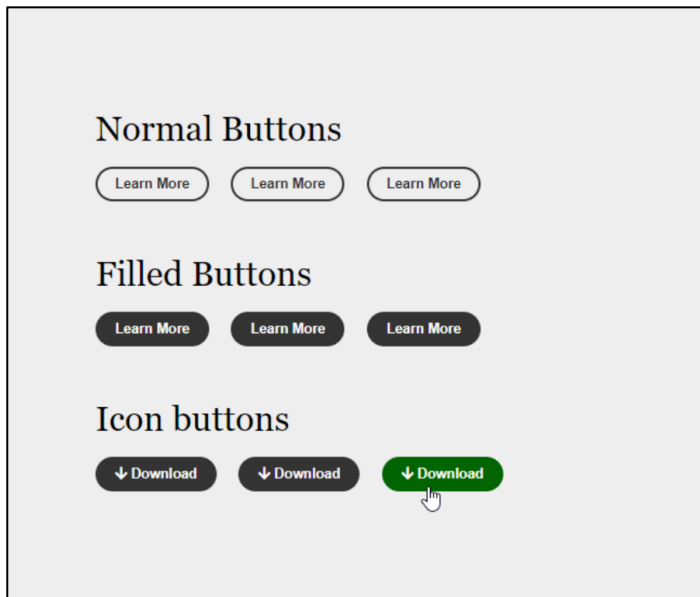 Normal Buttons
Learn More Learn More Learn More
Filled Buttons
Learn More Learn More Learn More
Icon buttons
Download Download Download